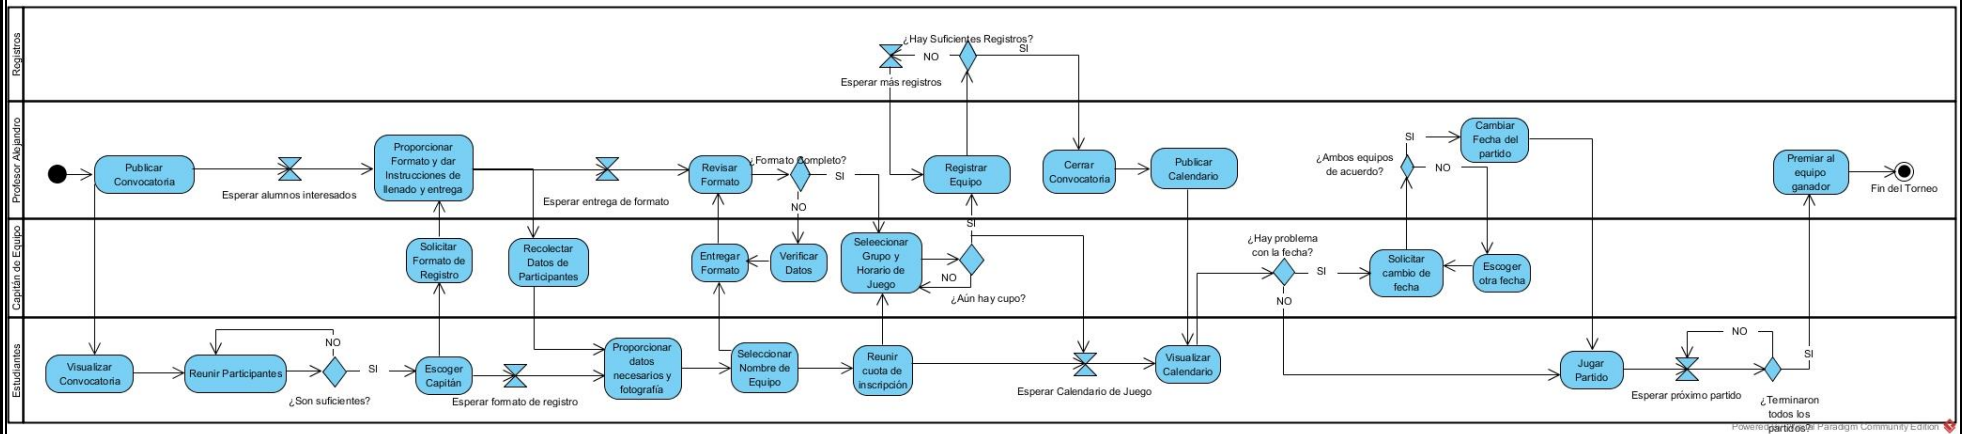 Registros
¿Hay Suficientes Registros?
NO
SI
Esperar más registros
Profesor Alejandro
Publicar
Convocatoria
Esperar alumnos interesados
Proporcionar
Formato y dar
Instrucciones de
llenado y entrega
Esperar entrega de formato
Revisar
Formato
¿Formato Completo?
SI
NO
Registrar
Equipo
Cerrar
Convocatoria
Publicar
Calendario
¿Ambos equipos
de acuerdo?
SI
NO
Cambiar
Fecha del
partido
Premiar al
equipo
ganador
Fin del Torneo
Capitán de Equipo
Solicitar
Formato de
Registro
Recolectar
Datos de
Participantes
Entregar
Formato
Verificar
Datos
Seleecionar
Grupo y
Horario de
Juego
SI
NO
¿Aún hay cupo?
¿Hay problema
con la fecha?
SI
NO
Solicitar
cambio de
fecha
Escoger
otra fecha
Estudiantes
Visualizar
Convocatoria
Reunir Participantes
NO
SI
¿Son suficientes?
Escoger
Capitán
Esperar formato de registro
Proporcionar
datos
necesarios y
fotografía
Seleccionar
Nombre de
Equipo
Reunir
cuota de
inscripción
Esperar Calendario de Juego
Visualizar
Calendario
Jugar
Partido
Esperar próximo partido
NO
SI
¿Terminaron
todos los
partidos?
Powered Paradigm Community Edition